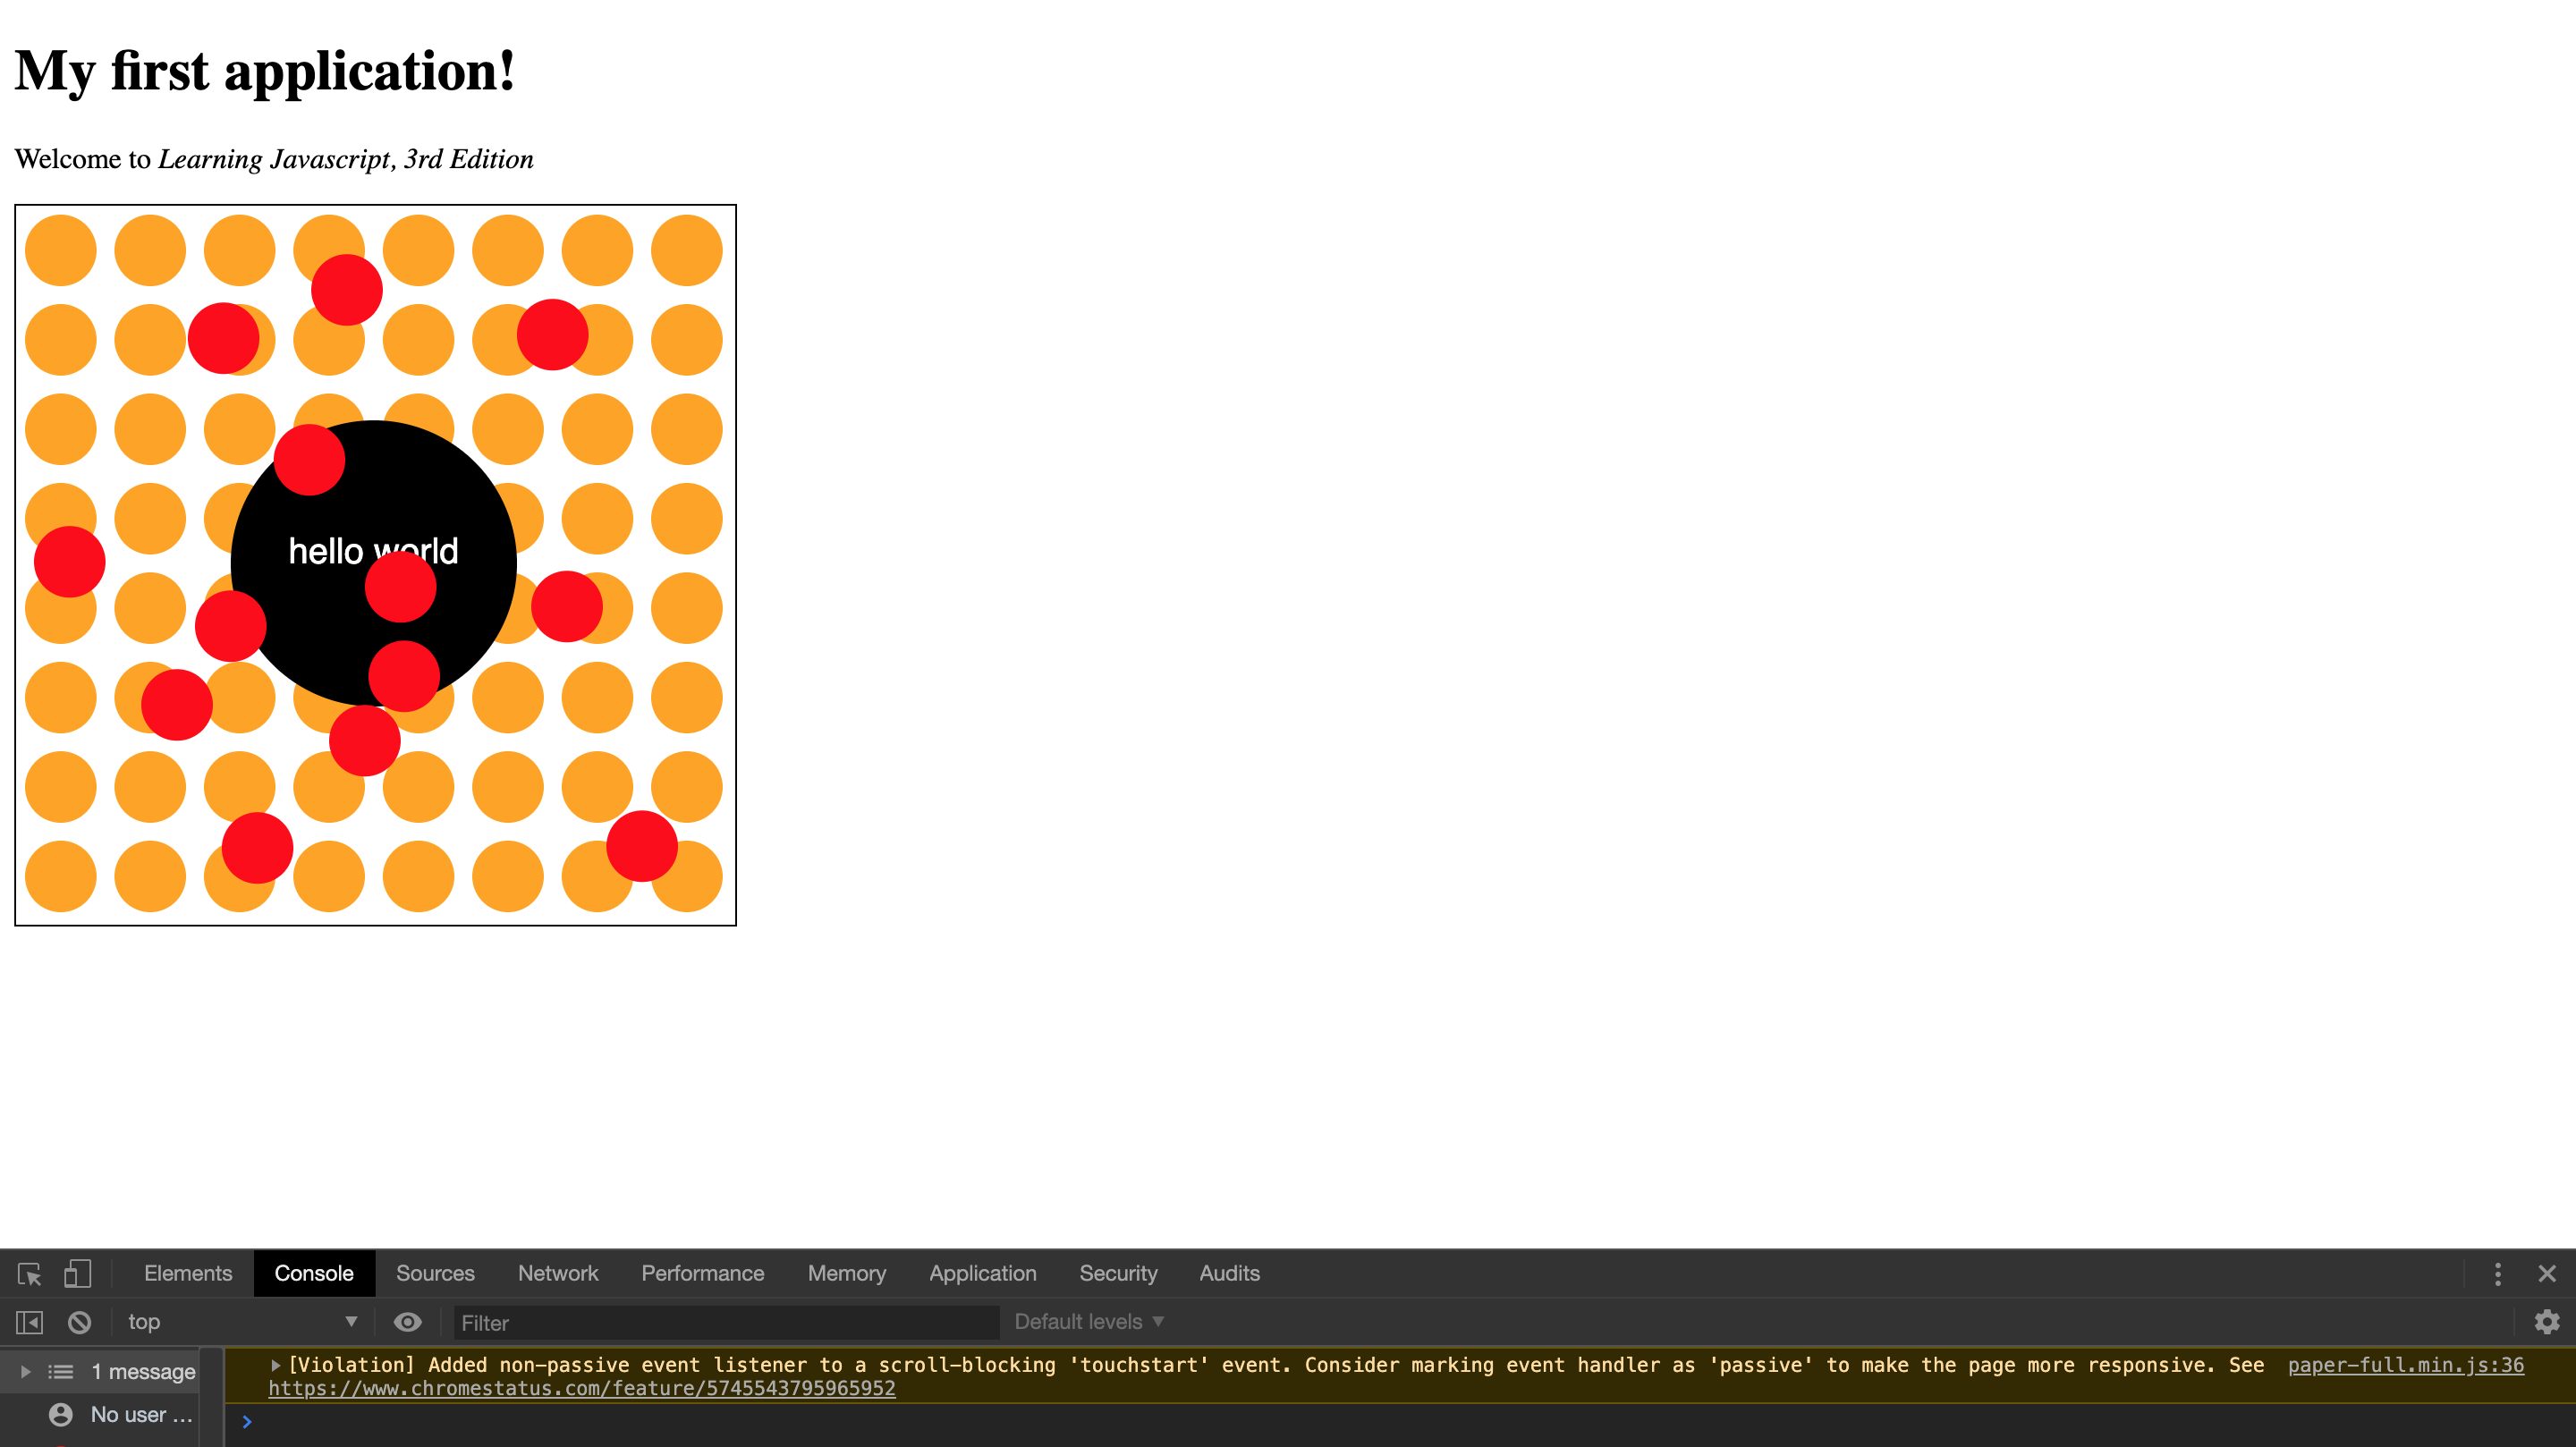 My first application!
Welcome to Learning Javascript, 3rd Edition
hello world
Elements Console Sources Network Performance Memory Application Security Audits
top Filter Default levels
1 message
[Violation] Added non-passive event listener to a scroll-blocking 'touchstart' event. Consider marking event handler as 'passive' to make the page more responsive. See paper-full.min.js:36
https://www.chromestatus.com/feature/5745543795965952
No user ...